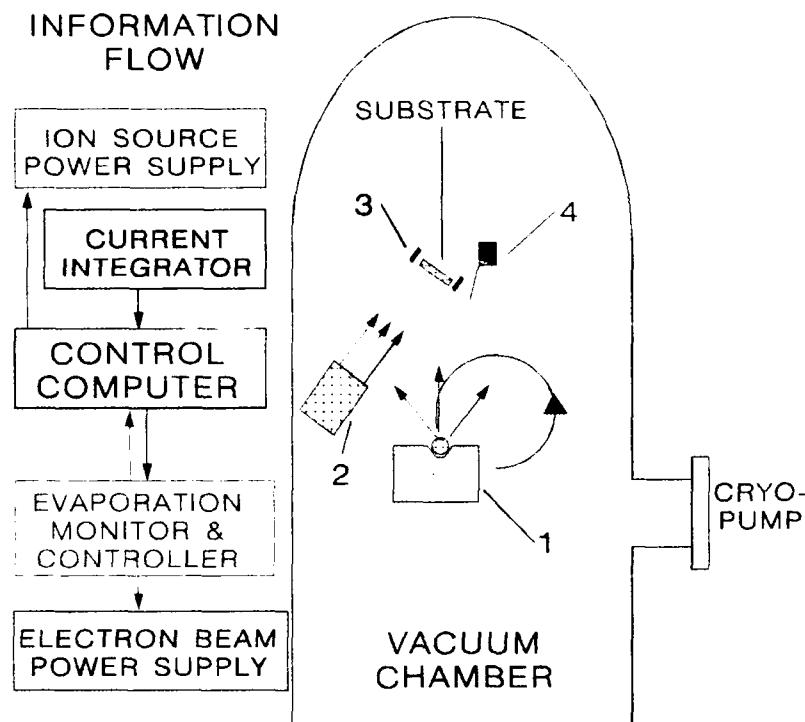 INFORMATION
FLOW
ION SOURCE
POWER SUPPLY
CURRENT
INTEGRATOR
CONTROL
COMPUTER
EVAPORATION
MONITOR &
CONTROLLER
ELECTRON BEAM
POWER SUPPLY
SUBSTRATE
3
4
2
1
CRYO-
PUMP
VACUUM
CHAMBER